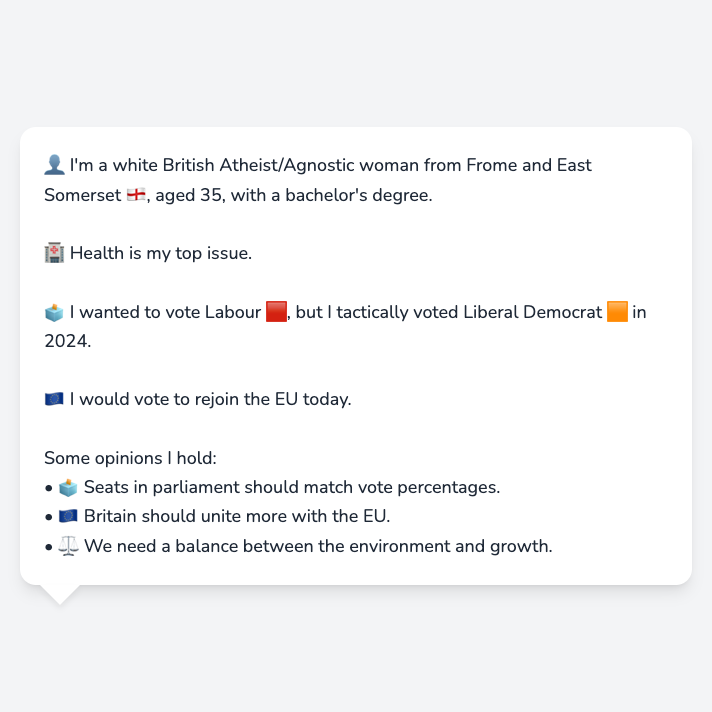 👤 I'm a white British Atheist/Agnostic woman from Frome and East
Somerset 🏴󠁧󠁢󠁥󠁮󠁧󠁿, aged 35, with a bachelor's degree.
🏥 Health is my top issue.
🗳️ I wanted to vote Labour 🟥, but I tactically voted Liberal Democrat 🟧 in
2024.
🇪🇺 I would vote to rejoin the EU today.
Some opinions I hold:
• 🗳️ Seats in parliament should match vote percentages.
• 🇪🇺 Britain should unite more with the EU.
• ⚖️ We need a balance between the environment and growth.